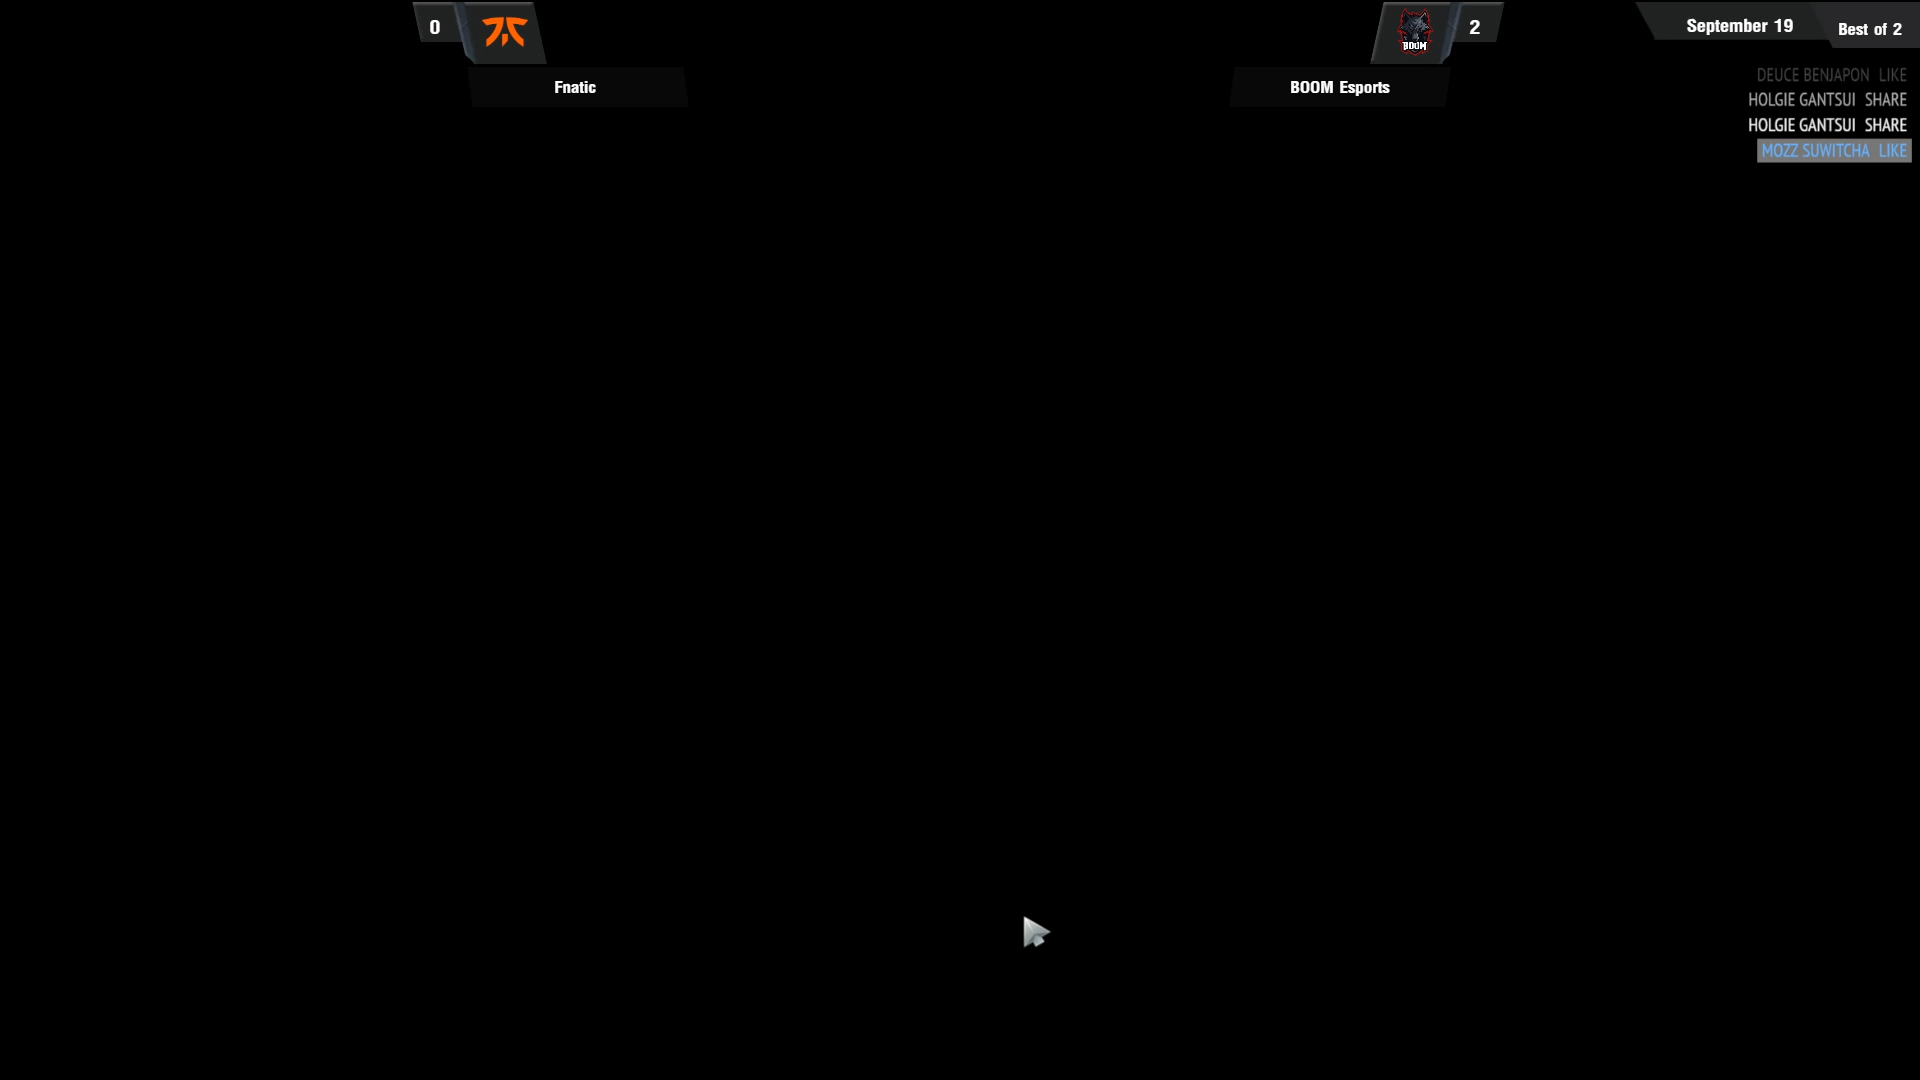 0
2
September 19
Best of 2
BOOM
Fnatic
BOOM Esports
DEUCE BENJAPON LIKE
HOLGIE GANTSUI SHARE
HOLGIE GANTSUI SHARE
MOZZ SUWITCHA LIKE